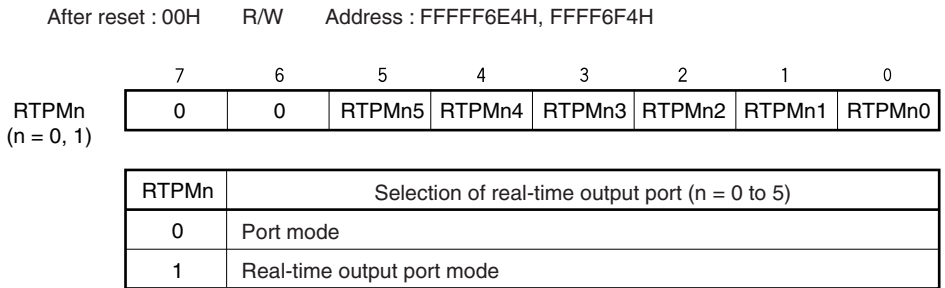 After reset : 00H R/W Address : FFFFF6E4H, FFFF6F4H
7 6 5 4 3 2 1 0
RTPMn 0 0 RTPMn5 RTPMn4 RTPMn3 RTPMn2 RTPMn1 RTPMn0
(n = 0, 1)
RTPMn Selection of real-time output port (n = 0 to 5)
0 Port mode
1 Real-time output port mode